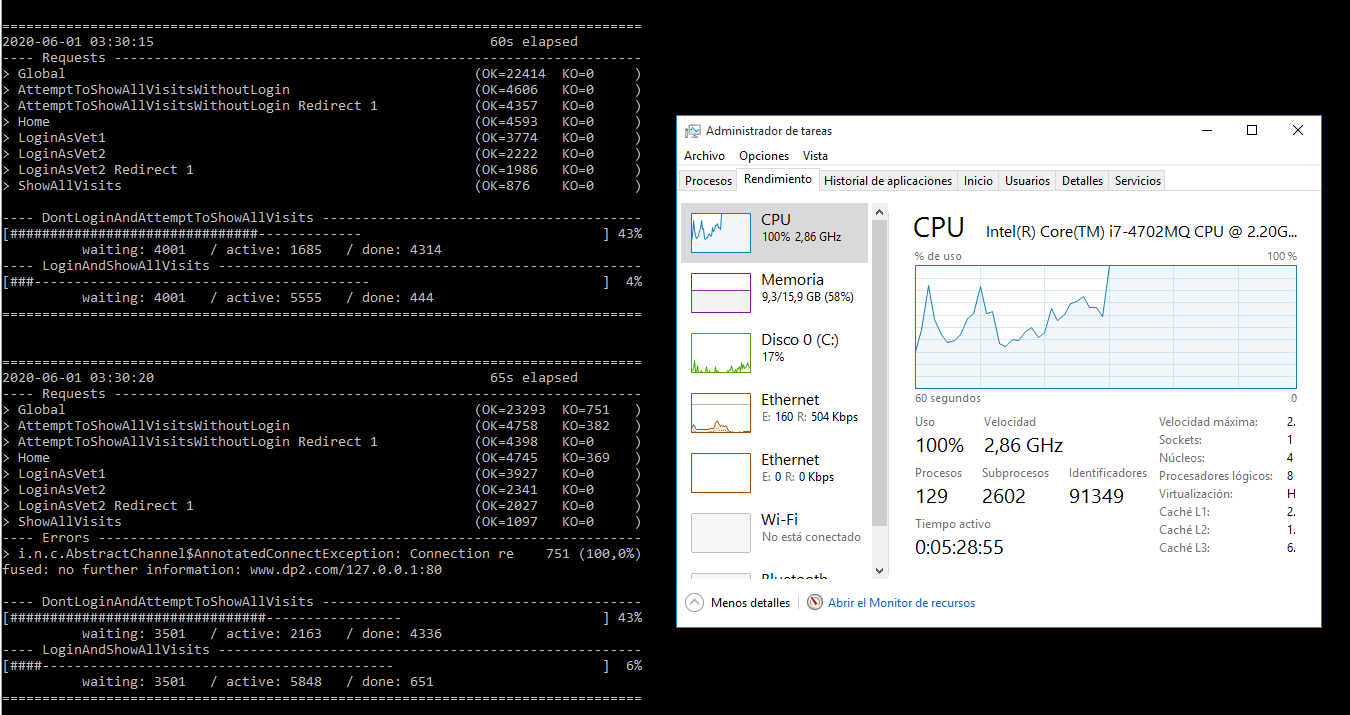 ================================================================================
2020-06-01 03:30:15                                          60s elapsed
---- Requests ------------------------------------------------------------------
> Global                                                   (OK=22414  KO=0     )
> AttemptToShowAllVisitsWithoutLogin                       (OK=4606   KO=0     )
> AttemptToShowAllVisitsWithoutLogin Redirect 1            (OK=4357   KO=0     )
> Home                                                     (OK=4593   KO=0     )
> LoginAsVet1                                              (OK=3774   KO=0     )
> LoginAsVet2                                              (OK=2222   KO=0     )
> LoginAsVet2 Redirect 1                                   (OK=1986   KO=0     )
> ShowAllVisits                                            (OK=876    KO=0     )
---- DontLoginAndAttemptToShowAllVisits ----------------------------------------
[###############################-------------                              ] 43%
          waiting: 4001   / active: 1685   / done: 4314
---- LoginAndShowAllVisits -----------------------------------------------------
[###-----------------------------------------                              ]  4%
          waiting: 4001   / active: 5555   / done: 444
================================================================================
================================================================================
2020-06-01 03:30:20                                          65s elapsed
---- Requests ------------------------------------------------------------------
> Global                                                   (OK=23293  KO=751   )
> AttemptToShowAllVisitsWithoutLogin                       (OK=4758   KO=382   )
> AttemptToShowAllVisitsWithoutLogin Redirect 1            (OK=4398   KO=0     )
> Home                                                     (OK=4745   KO=369   )
> LoginAsVet1                                              (OK=3927   KO=0     )
> LoginAsVet2                                              (OK=2341   KO=0     )
> LoginAsVet2 Redirect 1                                   (OK=2027   KO=0     )
> ShowAllVisits                                            (OK=1097   KO=0     )
---- Errors --------------------------------------------------------------------
> i.n.c.AbstractChannel$AnnotatedConnectException: Connection re    751 (100,0%)
fused: no further information: www.dp2.com/127.0.0.1:80
---- DontLoginAndAttemptToShowAllVisits ----------------------------------------
[################################-----------------                         ] 43%
          waiting: 3501   / active: 2163   / done: 4336
---- LoginAndShowAllVisits -----------------------------------------------------
[####--------------------------------------------                          ]  6%
          waiting: 3501   / active: 5848   / done: 651
================================================================================
Administrador de tareas
Archivo Opciones Vista
Procesos Rendimiento Historial de aplicaciones Inicio Usuarios Detalles Servicios
CPU
100% 2,86 GHz
Memoria
9,3/15,9 GB (58%)
Disco 0 (C:)
17%
Ethernet
E: 160 R: 504 Kbps
Ethernet
E: 0 R: 0 Kbps
Wi-Fi
No está conectado
Bluetooth
CPU Intel(R) Core(TM) i7-4702MQ CPU @ 2.20G...
% de uso 100 %
60 segundos 0
Uso Velocidad
100% 2,86 GHz
Procesos Subprocesos Identificadores
129 2602 91349
Tiempo activo
0:05:28:55
Velocidad máxima: 2.
Sockets: 1
Núcleos: 4
Procesadores lógicos: 8
Virtualización: H
Caché L1: 2.
Caché L2: 1.
Caché L3: 6.
Menos detalles Abrir el Monitor de recursos